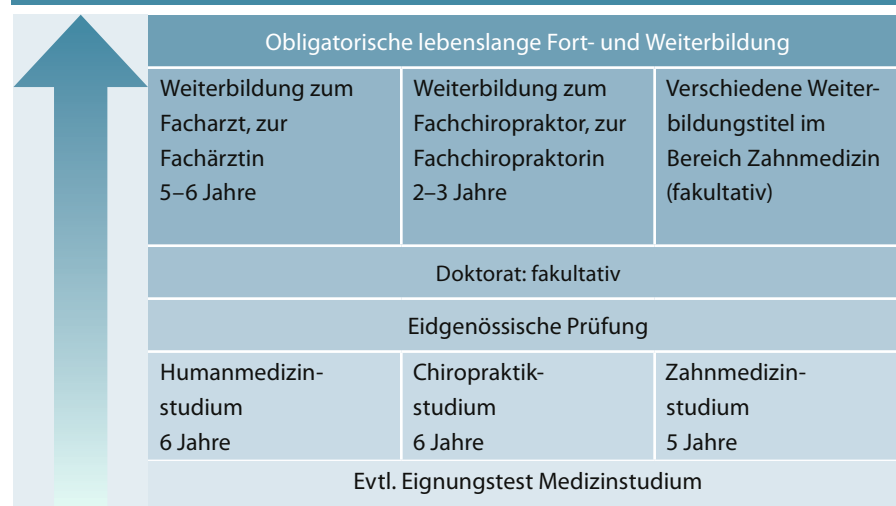 Obligatorische lebenslange Fort- und Weiterbildung
Weiterbildung zum
Facharzt, zur
Fachärztin
5–6 Jahre
Weiterbildung zum
Fachchiropraktor, zur
Fachchiropraktorin
2–3 Jahre
Verschiedene Weiter-
bildungstitel im
Bereich Zahnmedizin
(fakultativ)
Doktorat: fakultativ
Eidgenössische Prüfung
Humanmedizin-
studium
6 Jahre
Chiropraktik-
studium
6 Jahre
Zahnmedizin-
studium
5 Jahre
Evtl. Eignungstest Medizinstudium